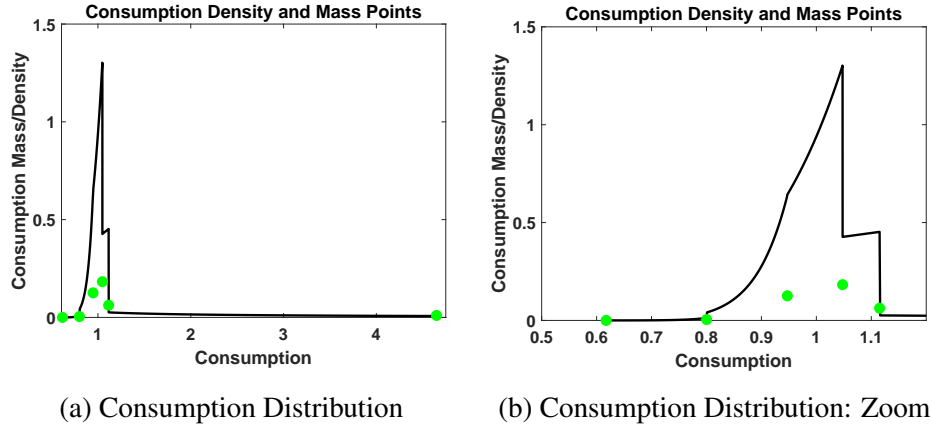 Consumption Density and Mass Points
1.5
1
0.5
0
Consumption Mass/Density
1 2 3 4
Consumption
(a) Consumption Distribution
Consumption Density and Mass Points
1.5
1
0.5
0
Consumption Mass/Density
0.5 0.6 0.7 0.8 0.9 1 1.1
Consumption
(b) Consumption Distribution: Zoom